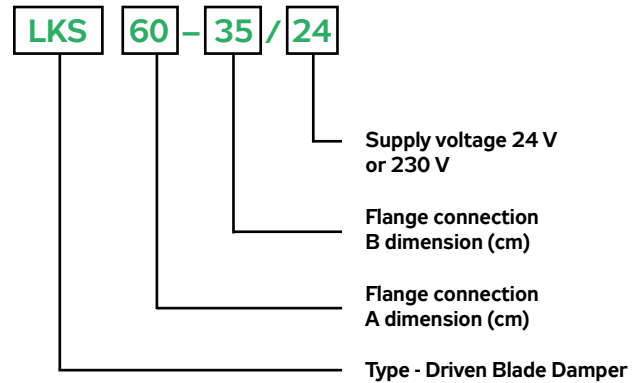 LKS 60 – 35 / 24
Supply voltage 24 V
or 230 V
Flange connection
B dimension (cm)
Flange connection
A dimension (cm)
Type - Driven Blade Damper